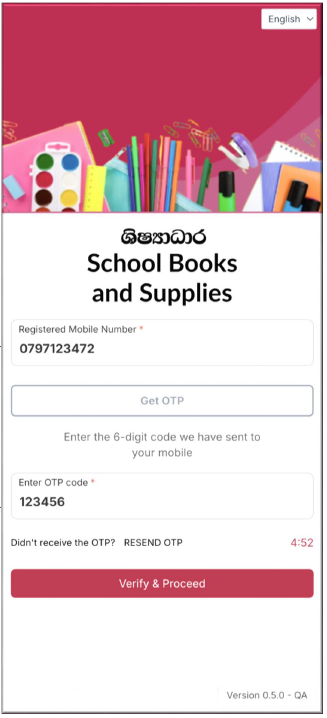 English
ශිෂ්‍යාධාර
School Books
and Supplies
Registered Mobile Number *
0797123472
Get OTP
Enter the 6-digit code we have sent to
your mobile
Enter OTP code *
123456
Didn't receive the OTP? RESEND OTP 4:52
Verify & Proceed
Version 0.5.0 - QA